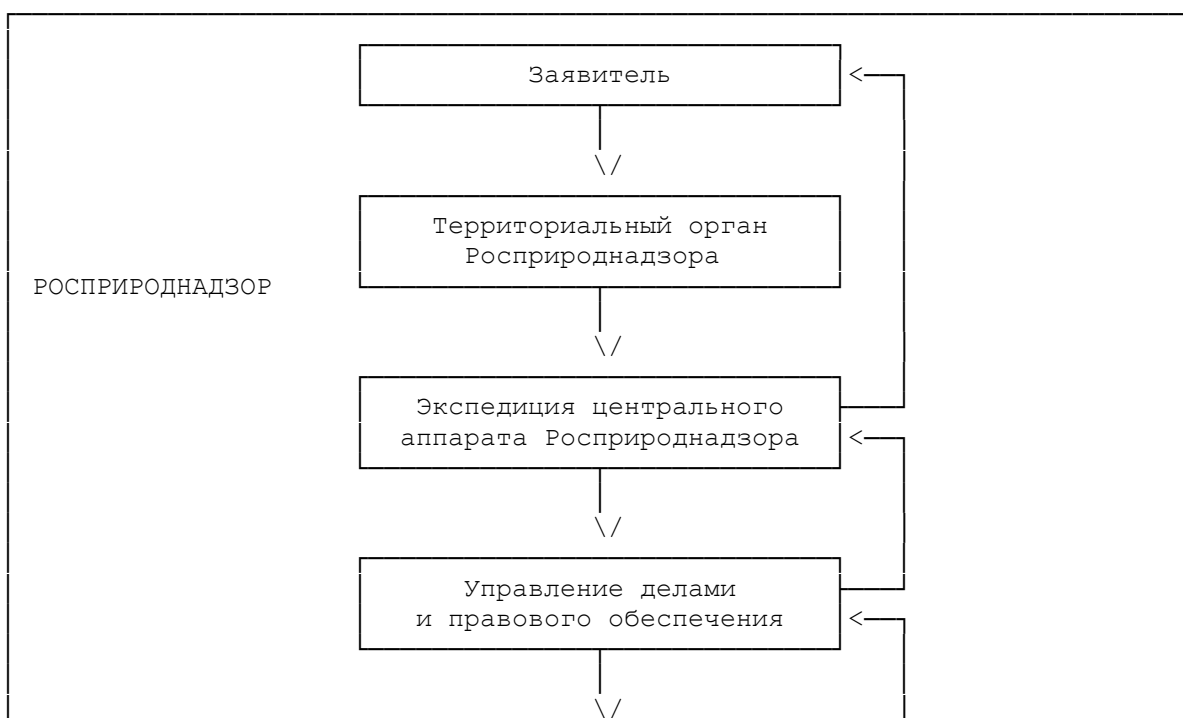 Заявитель
Территориальный орган
Росприроднадзора
РОСПРИРОДНАДЗОР
Экспедиция центрального
аппарата Росприроднадзора
Управление делами
и правового обеспечения